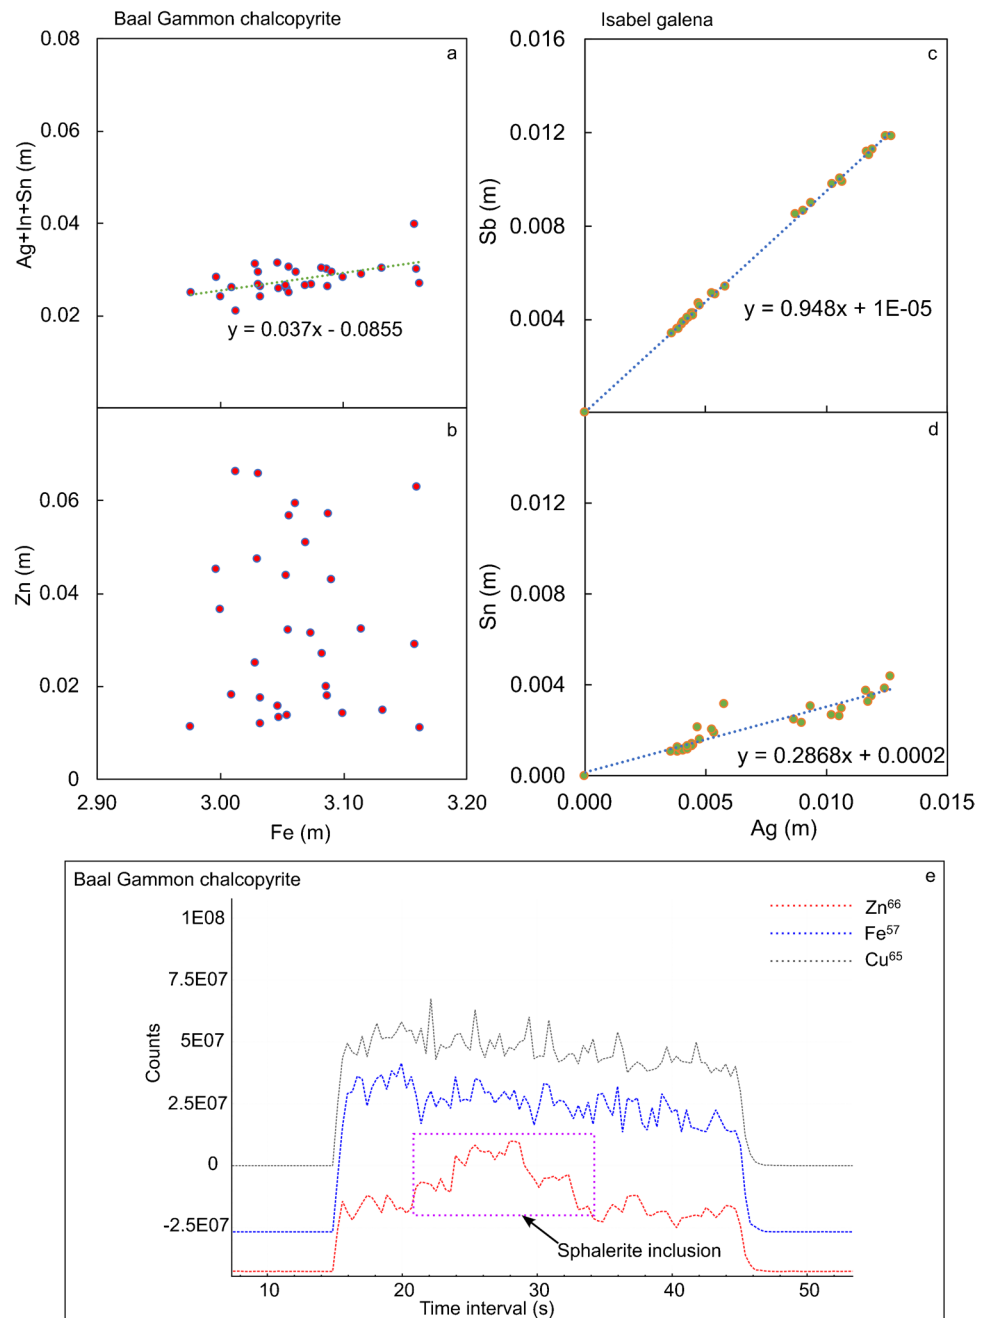 Baal Gammon chalcopyrite
a
0.08
0.06
0.04
0.02
Ag+In+Sn (m)
y = 0.037x - 0.0855
b
0.06
0.04
0.02
0
Zn (m)
2.90
3.00
3.10
3.20
Fe (m)
Isabel galena
c
0.016
0.012
0.008
0.004
Sb (m)
y = 0.948x + 1E-05
d
0.012
0.008
0.004
0.000
Sn (m)
y = 0.2868x + 0.0002
0.000
0.005
0.010
0.015
Ag (m)
Baal Gammon chalcopyrite
e
1E08
7.5E07
5E07
2.5E07
0
-2.5E07
Counts
Zn⁶⁶
Fe⁵⁷
Cu⁶⁵
Sphalerite inclusion
10
20
30
40
50
Time interval (s)